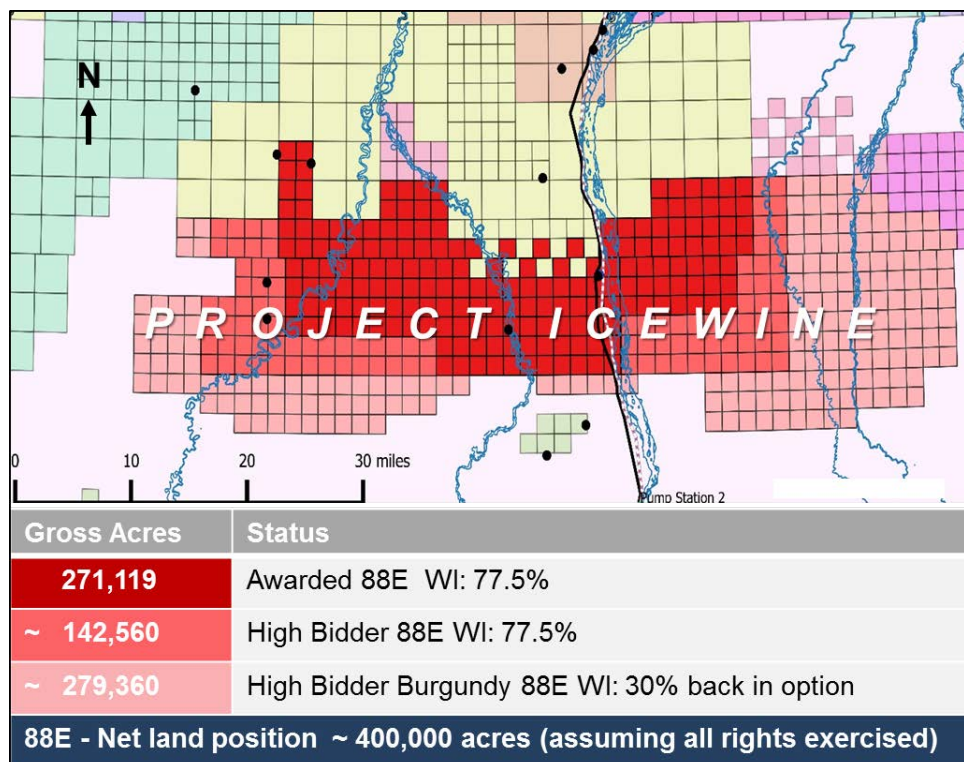 N
PROJECT ICEWINE
0 10 20 30 miles
Pump Station 2
Gross Acres Status
271,119 Awarded 88E WI: 77.5%
~ 142,560 High Bidder 88E WI: 77.5%
~ 279,360 High Bidder Burgundy 88E WI: 30% back in option
88E - Net land position ~ 400,000 acres (assuming all rights exercised)